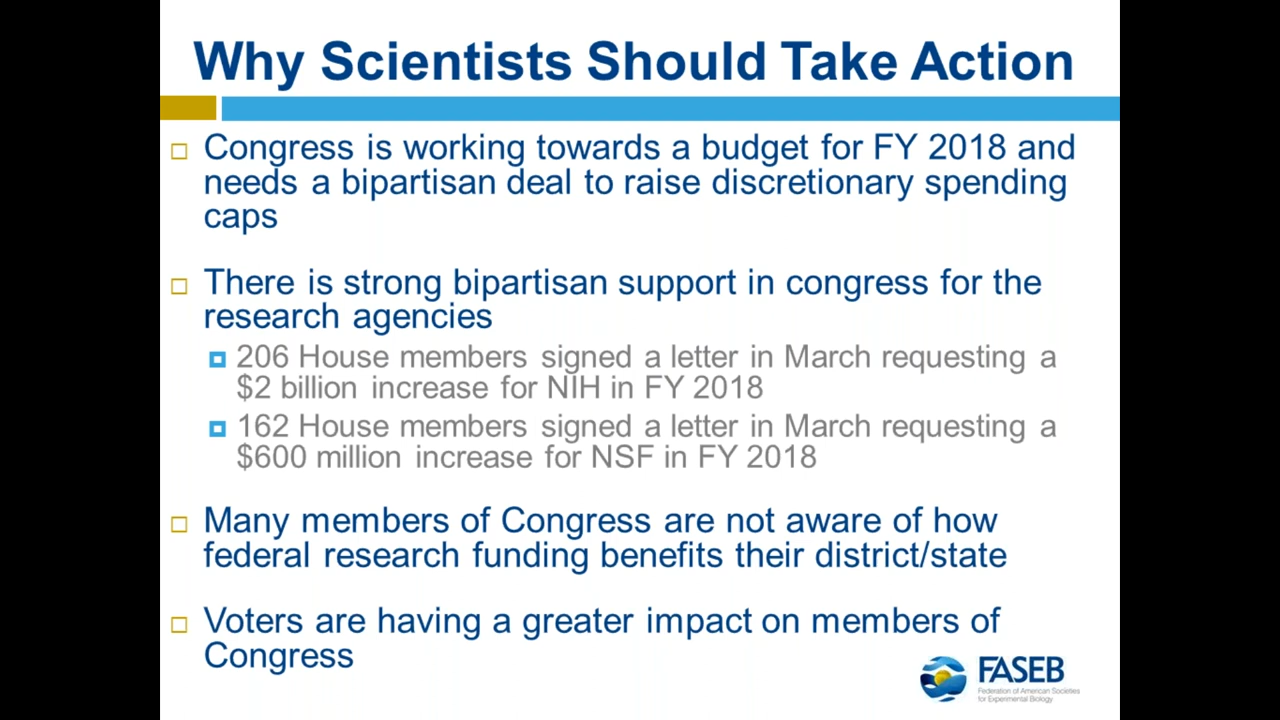 Why Scientists Should Take Action
Congress is working towards a budget for FY 2018 and
needs a bipartisan deal to raise discretionary spending
caps
There is strong bipartisan support in congress for the
research agencies
206 House members signed a letter in March requesting a
$2 billion increase for NIH in FY 2018
162 House members signed a letter in March requesting a
$600 million increase for NSF in FY 2018
Many members of Congress are not aware of how
federal research funding benefits their district/state
Voters are having a greater impact on members of
Congress
FASEB
Federation of American Societies
for Experimental Biology